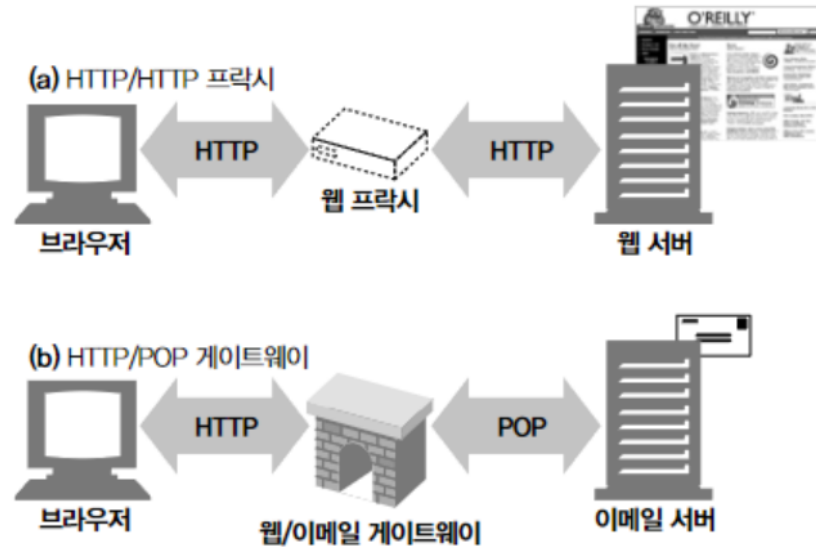 O'REILLY
(a) HTTP/HTTP 프락시
HTTP
HTTP
웹 프락시
브라우저
웹 서버
(b) HTTP/POP 게이트웨이
HTTP
POP
브라우저
웹/이메일 게이트웨이
이메일 서버